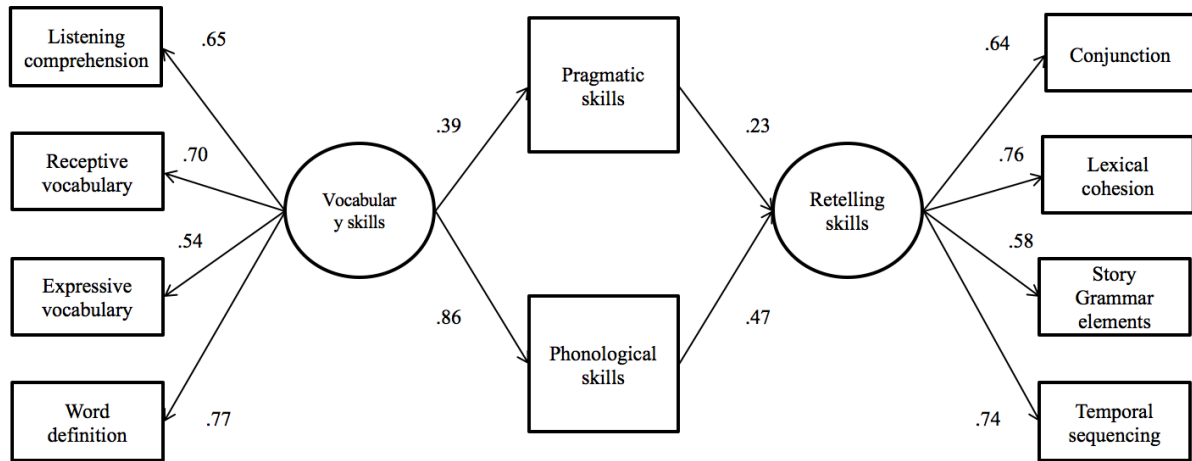 Listening
comprehension
.65
Receptive
vocabulary
.70
Expressive
vocabulary
.54
Word
definition
.77
Vocabular
y skills
.39
.86
Pragmatic
skills
Phonological
skills
.23
.47
Retelling
skills
.64
Conjunction
.76
Lexical
cohesion
.58
Story
Grammar
elements
.74
Temporal
sequencing